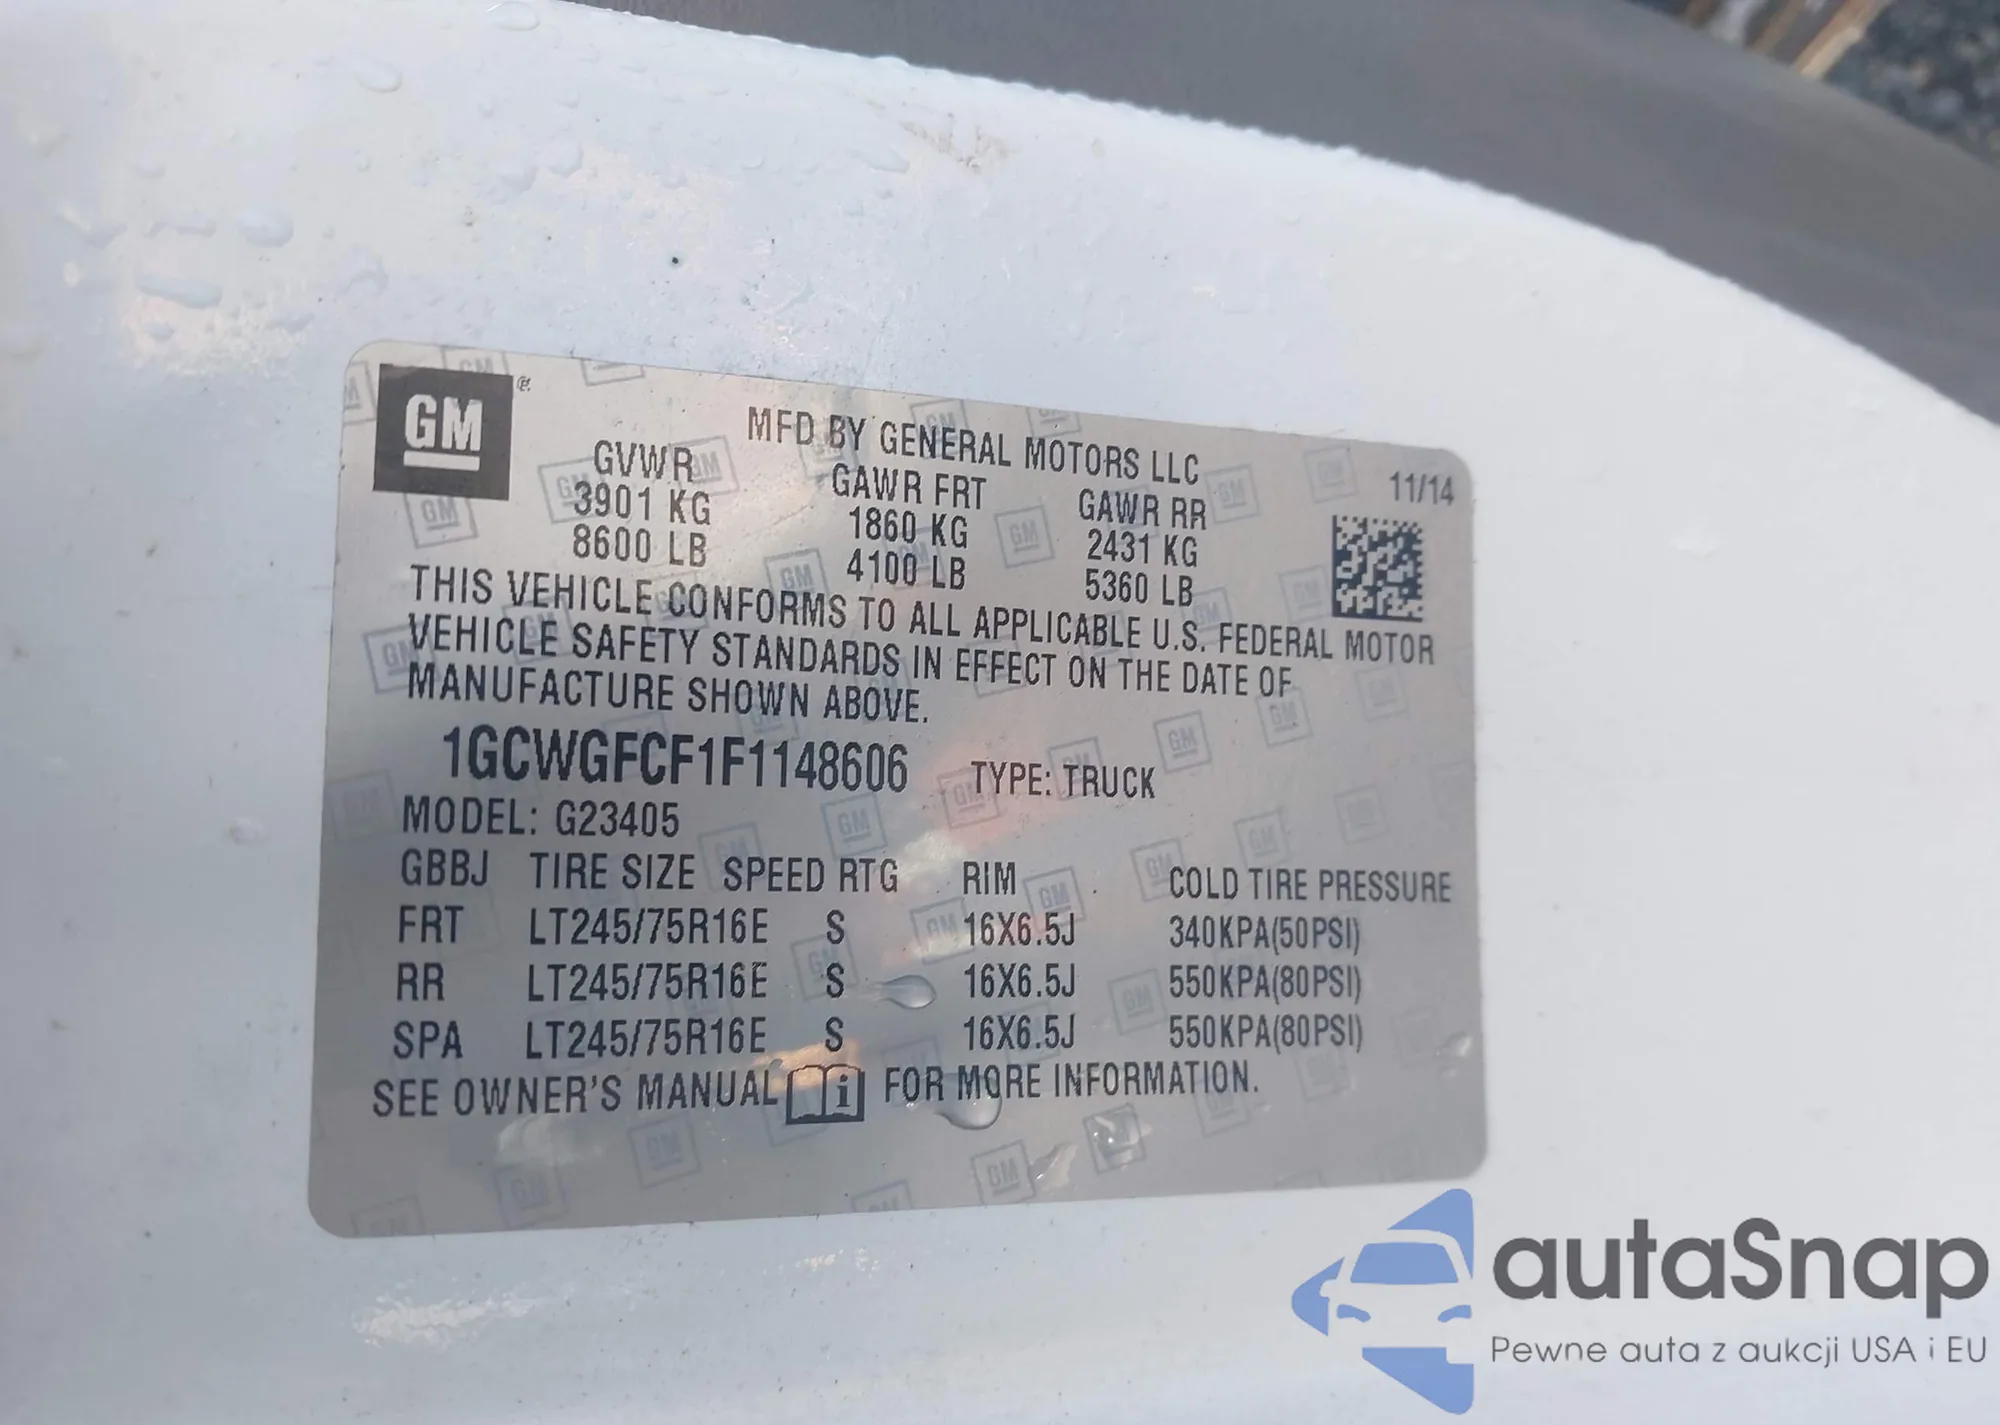 GM®
MFD BY GENERAL MOTORS LLC
11/14
GVWR GAWR FRT GAWR RR
3901 KG 1860 KG 2431 KG
8600 LB 4100 LB 5360 LB
THIS VEHICLE CONFORMS TO ALL APPLICABLE U.S. FEDERAL MOTOR
VEHICLE SAFETY STANDARDS IN EFFECT ON THE DATE OF
MANUFACTURE SHOWN ABOVE.
1GCWGFCF1F1148606 TYPE: TRUCK
MODEL: G23405
GBBJ TIRE SIZE SPEED RTG RIM COLD TIRE PRESSURE
FRT LT245/75R16E S 16X6.5J 340KPA(50PSI)
RR LT245/75R16E S 16X6.5J 550KPA(80PSI)
SPA LT245/75R16E S 16X6.5J 550KPA(80PSI)
SEE OWNER'S MANUAL i FOR MORE INFORMATION.
autaSnap
Pewne auta z aukcji USA i EU